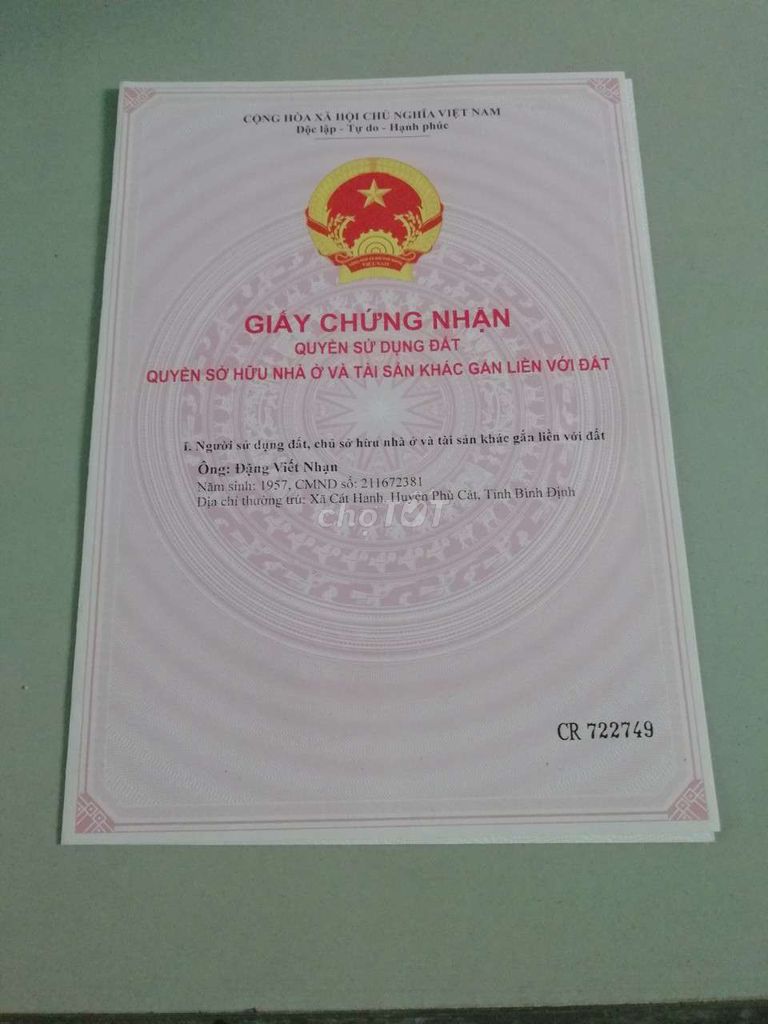 CỘNG HÒA XÃ HỘI CHỦ NGHĨA VIỆT NAM
Độc lập - Tự do - Hạnh phúc
GIẤY CHỨNG NHẬN
QUYỀN SỬ DỤNG ĐẤT
QUYỀN SỞ HỮU NHÀ Ở VÀ TÀI SẢN KHÁC GẮN LIỀN VỚI ĐẤT
I. Người sử dụng đất, chủ sở hữu nhà ở và tài sản khác gắn liền với đất
Ông: Đặng Viết Nhạn
Năm sinh: 1957, CMND số: 211672381
Địa chỉ thường trú: Xã Cát Hanh, Huyện Phù Cát, Tỉnh Bình Định
chợTỐT
CR 722749